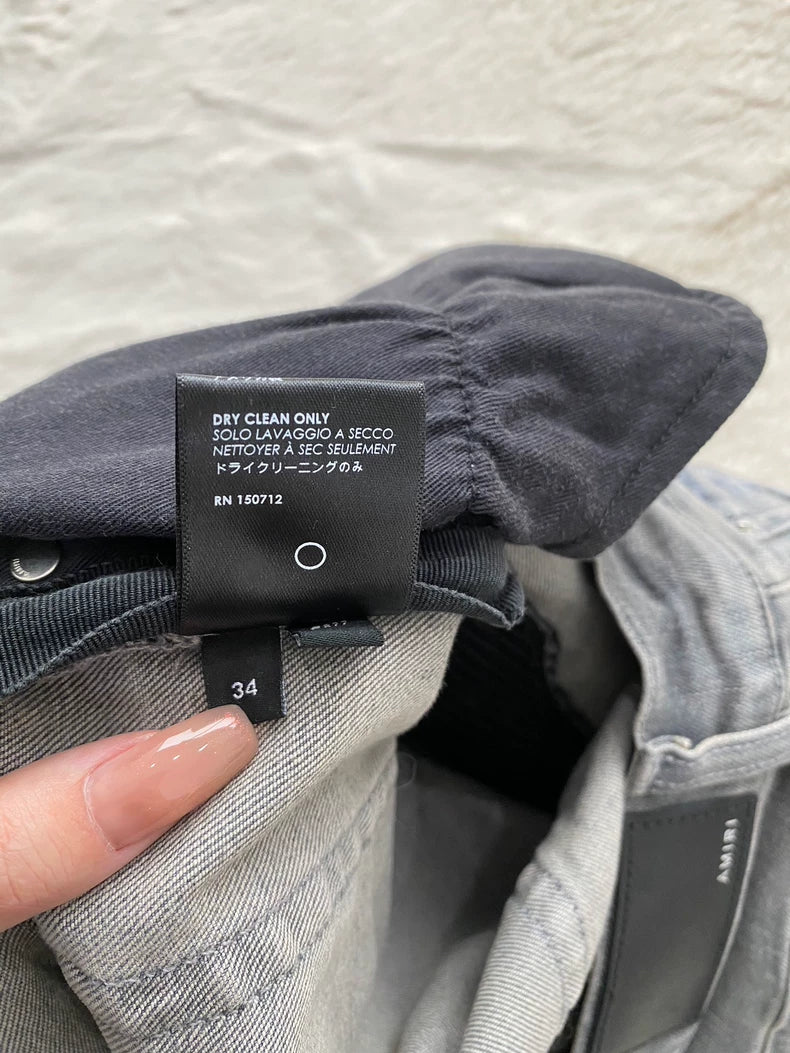 DRY CLEAN ONLY
SOLO LAVAGGIO A SECCO
NETTOYER À SEC SEULEMENT
ドライクリーニングのみ
RN 150712
34
AMIRI